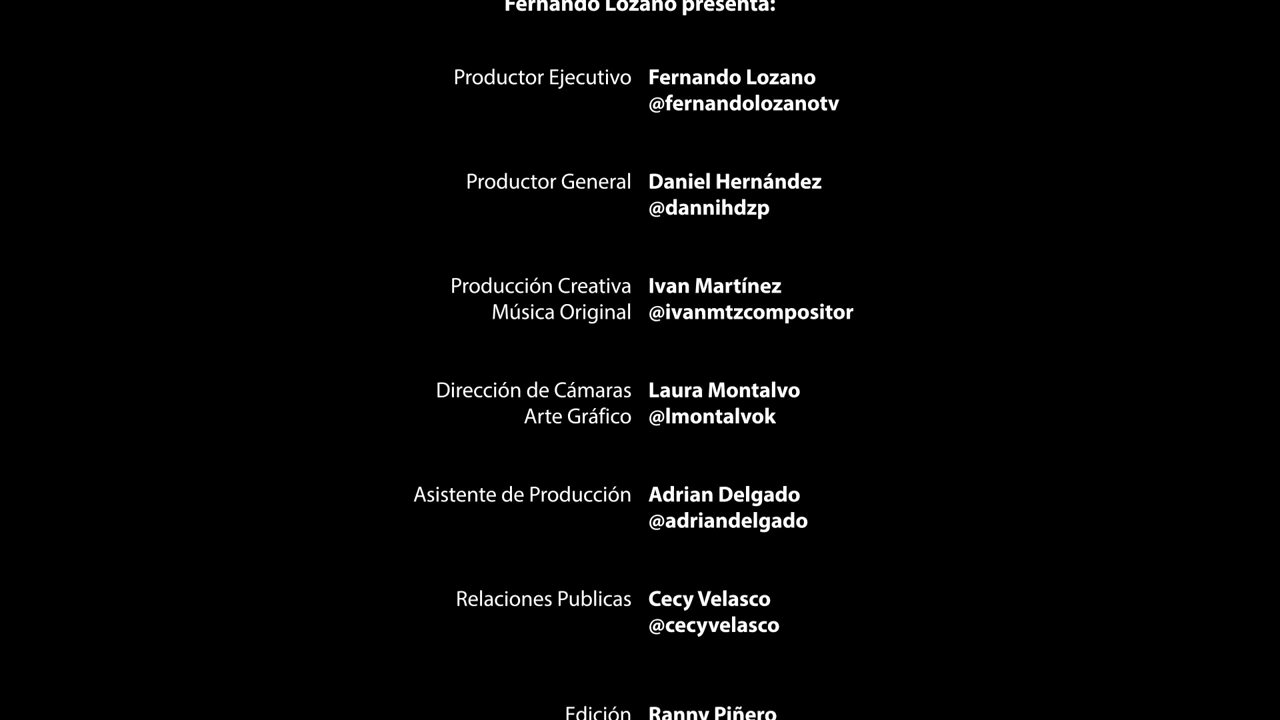 Fernando Lozano presenta:
Productor Ejecutivo Fernando Lozano
@fernandolozanotv
Productor General Daniel Hernández
@dannihdzp
Producción Creativa Ivan Martínez
Música Original @ivanmtzcompositor
Dirección de Cámaras Laura Montalvo
Arte Gráfico @lmontalvok
Asistente de Producción Adrian Delgado
@adriandelgado
Relaciones Publicas Cecy Velasco
@cecyvelasco
Edición Ranny Piñero